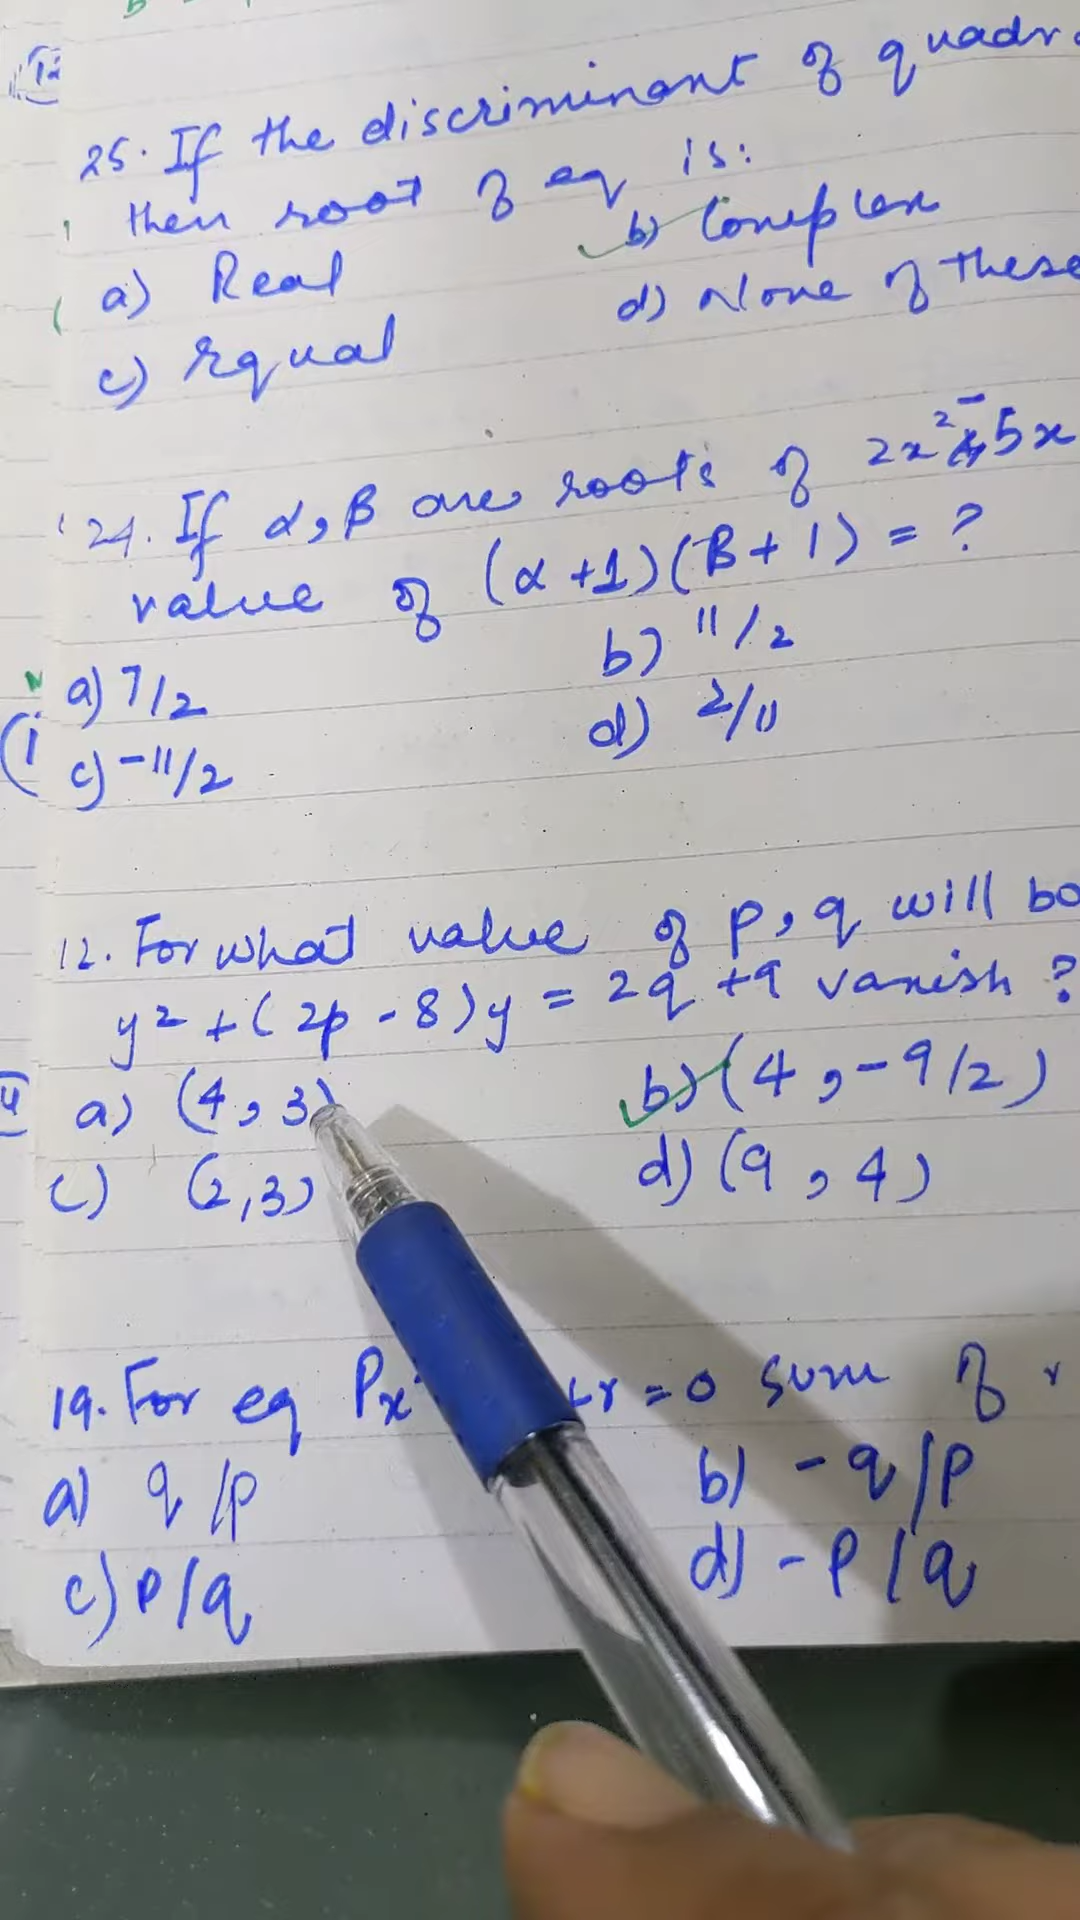 25. If the discriminant of quadr
then root of eq is:
a) Real
b) Complex
c) Equal
d) None of these
24. If α, β are roots of 2x² - 5x
value of (α + 1)(β + 1) = ?
a) 7/2
b) 11/2
c) -11/2
d) 2/11
12. For what value of p, q will bo
y² + (2p - 8)y = 2q + 9 vanish ?
a) (4, 3)
b) (4, -9/2)
c) (2, 3)
d) (9, 4)
19. For eq Px +r = 0 sum of r
a) q/p
b) -q/p
c) p/q
d) -p/q